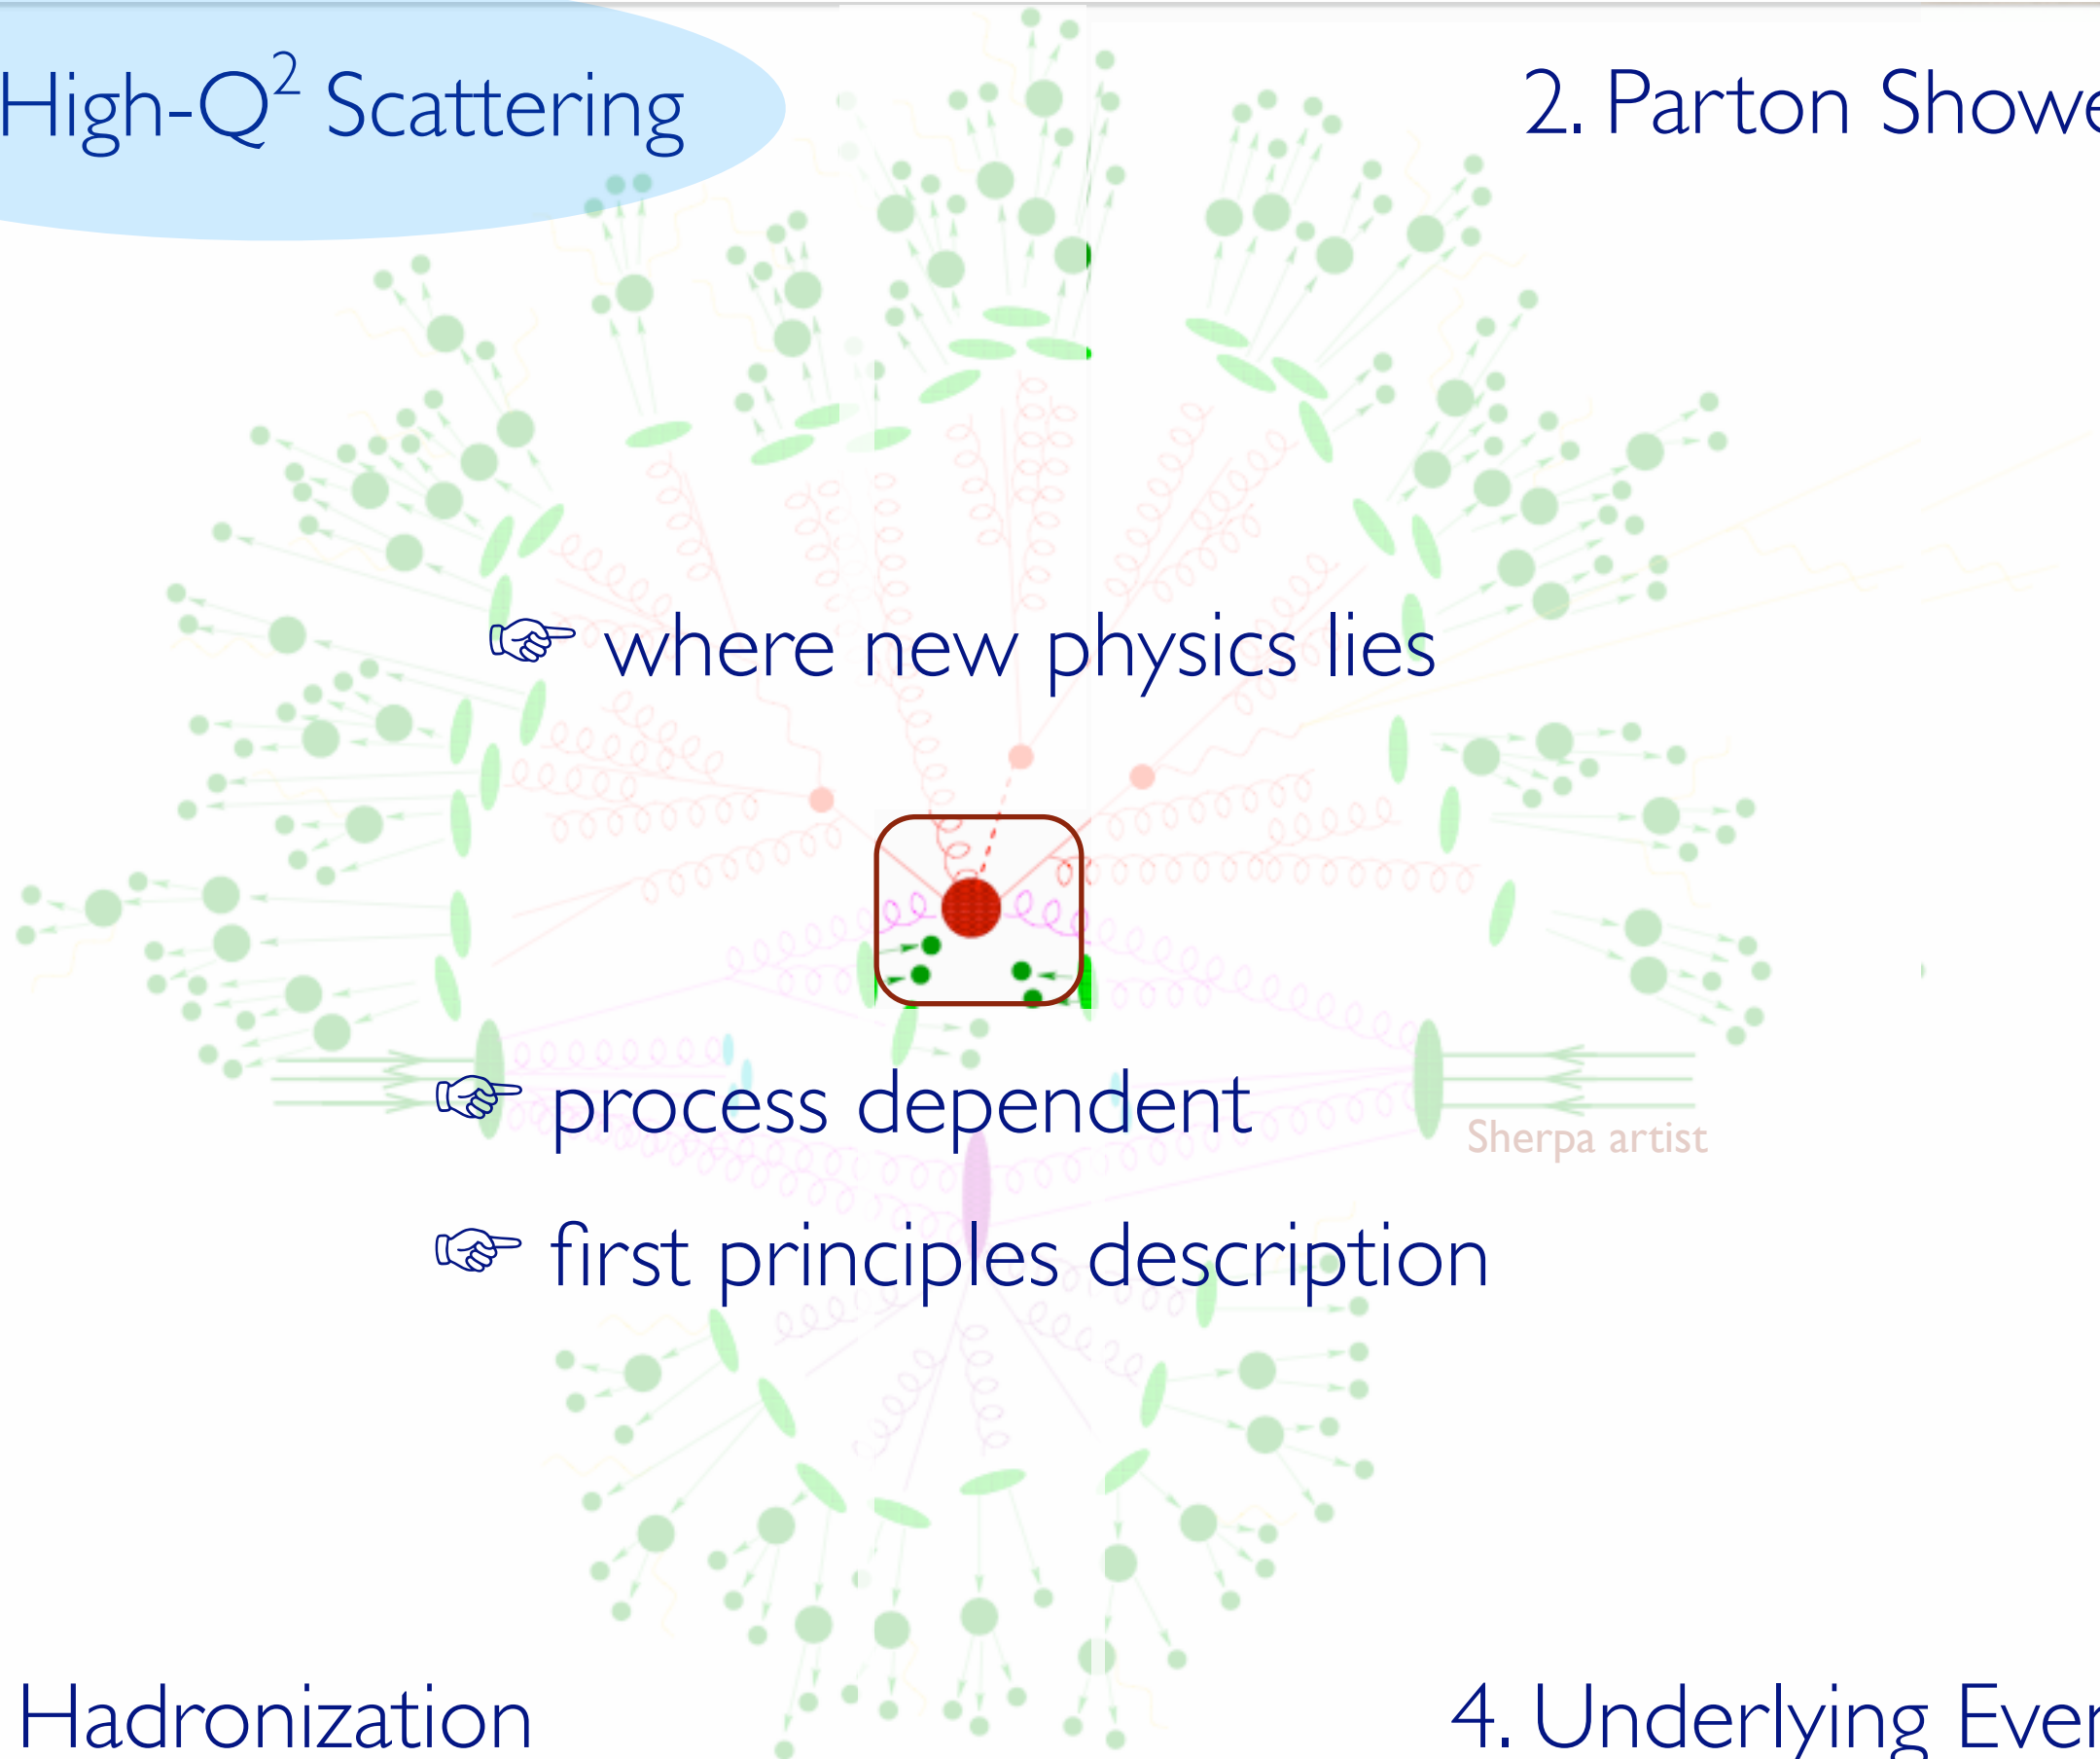 High-Q² Scattering
2. Parton Showe
☞ where new physics lies
☞ process dependent
Sherpa artist
☞ first principles description
Hadronization
4. Underlying Even